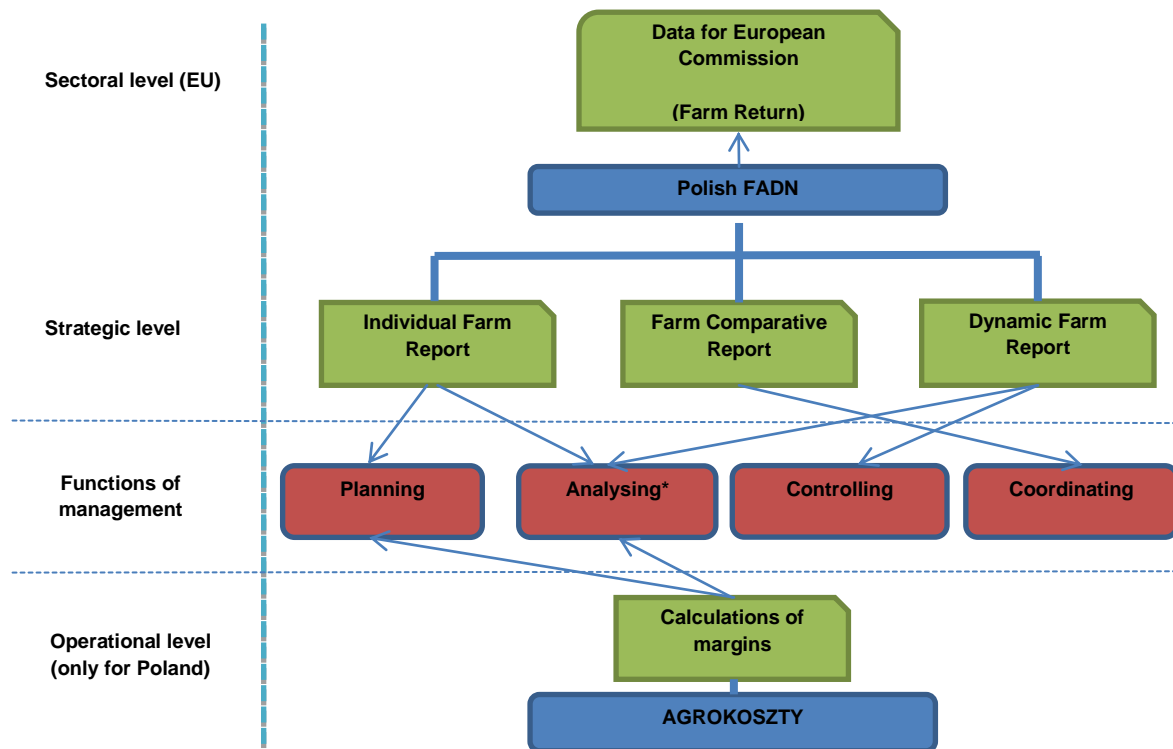 Data for European
Commission
(Farm Return)
Sectoral level (EU)
Polish FADN
Strategic level
Individual Farm
Report
Farm Comparative
Report
Dynamic Farm
Report
Functions of
management
Planning
Analysing*
Controlling
Coordinating
Operational level
(only for Poland)
Calculations of
margins
AGROKOSZTY